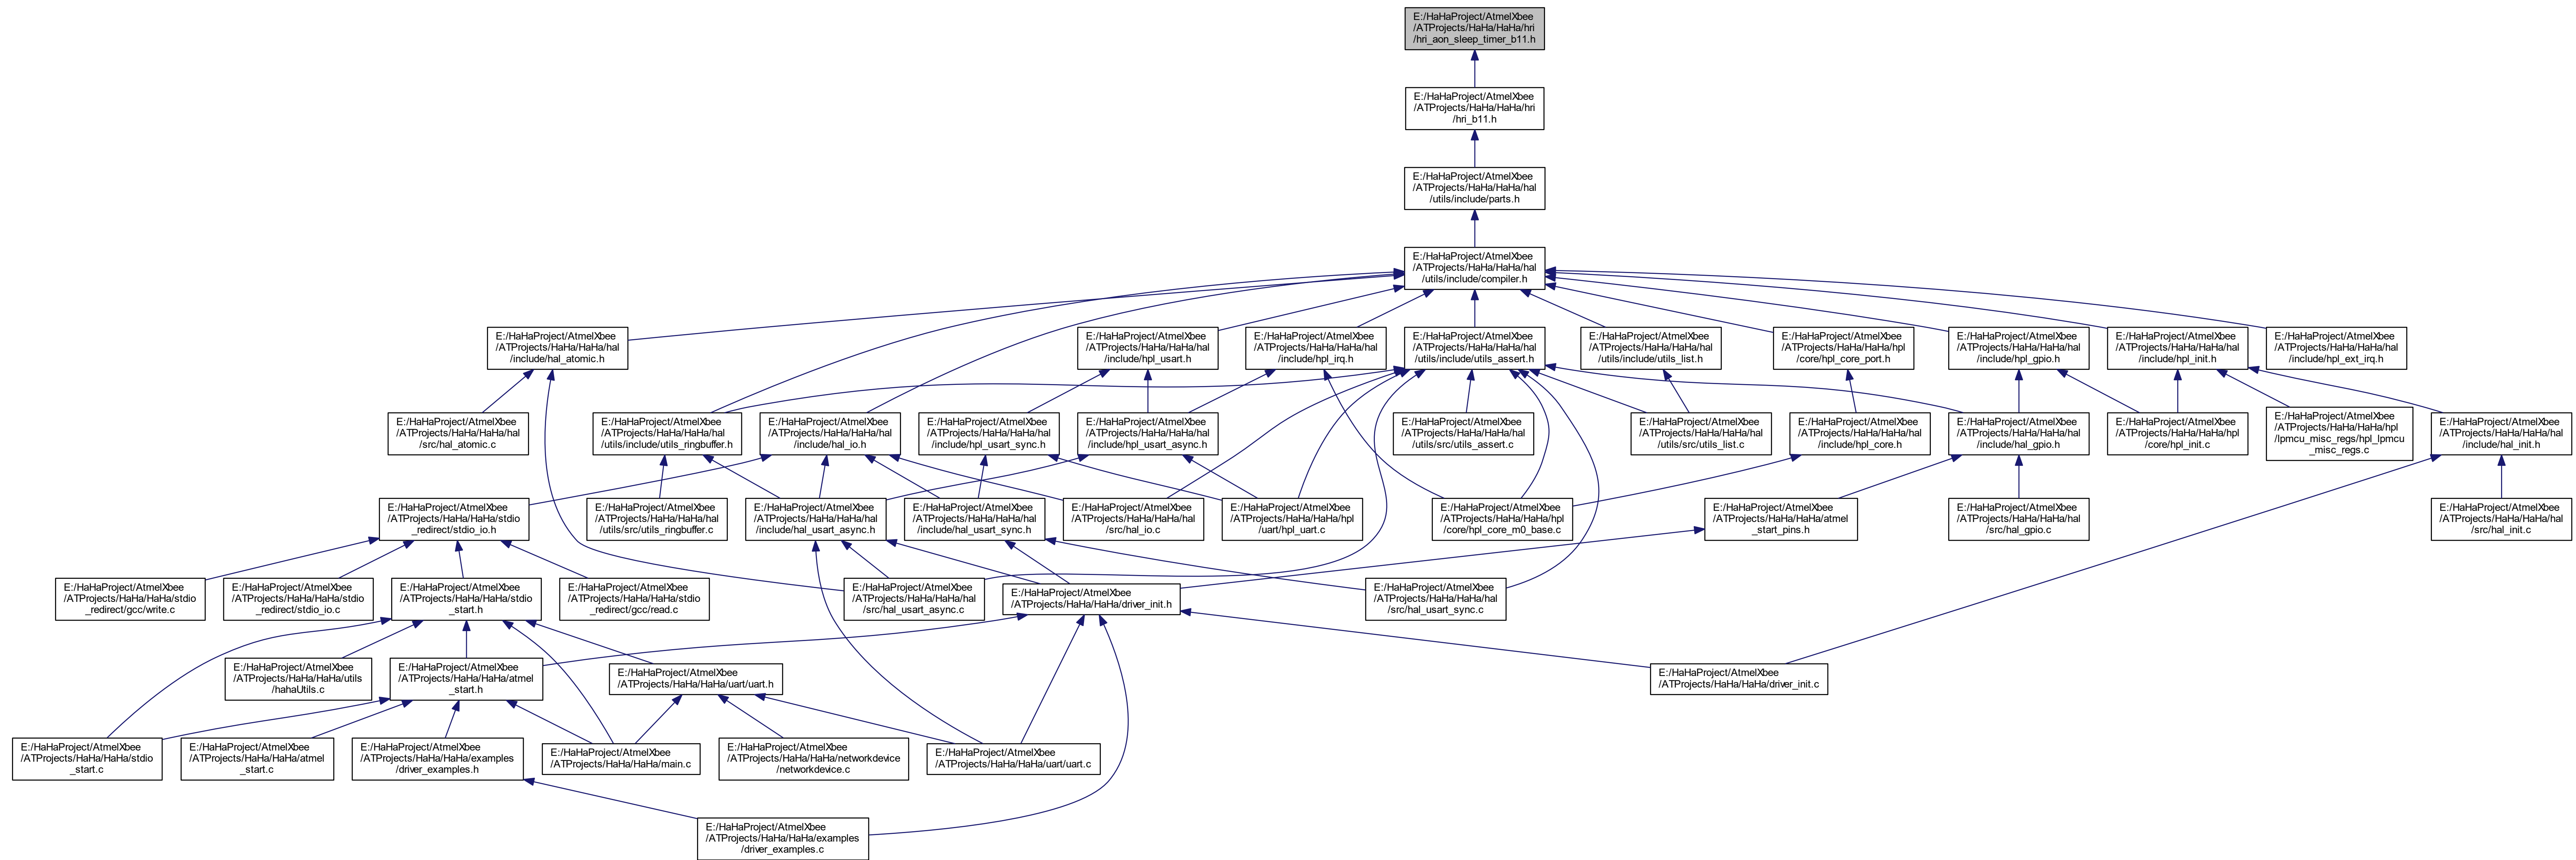 E:/HaHaProject/AtmelXbee
/ATProjects/HaHa/HaHa/hri
/hri_aon_sleep_timer_b11.h
E:/HaHaProject/AtmelXbee
/ATProjects/HaHa/HaHa/hri
/hri_b11.h
E:/HaHaProject/AtmelXbee
/ATProjects/HaHa/HaHa/hal
/utils/include/parts.h
E:/HaHaProject/AtmelXbee
/ATProjects/HaHa/HaHa/hal
/utils/include/compiler.h
E:/HaHaProject/AtmelXbee
/ATProjects/HaHa/HaHa/hal
/include/hal_atomic.h
E:/HaHaProject/AtmelXbee
/ATProjects/HaHa/HaHa/hal
/include/hpl_usart.h
E:/HaHaProject/AtmelXbee
/ATProjects/HaHa/HaHa/hal
/include/hpl_irq.h
E:/HaHaProject/AtmelXbee
/ATProjects/HaHa/HaHa/hal
/utils/include/utils_assert.h
E:/HaHaProject/AtmelXbee
/ATProjects/HaHa/HaHa/hal
/utils/include/utils_list.h
E:/HaHaProject/AtmelXbee
/ATProjects/HaHa/HaHa/hpl
/core/hpl_core_port.h
E:/HaHaProject/AtmelXbee
/ATProjects/HaHa/HaHa/hal
/include/hpl_gpio.h
E:/HaHaProject/AtmelXbee
/ATProjects/HaHa/HaHa/hal
/include/hpl_init.h
E:/HaHaProject/AtmelXbee
/ATProjects/HaHa/HaHa/hal
/include/hpl_ext_irq.h
E:/HaHaProject/AtmelXbee
/ATProjects/HaHa/HaHa/hal
/src/hal_atomic.c
E:/HaHaProject/AtmelXbee
/ATProjects/HaHa/HaHa/hal
/utils/include/utils_ringbuffer.h
E:/HaHaProject/AtmelXbee
/ATProjects/HaHa/HaHa/hal
/include/hal_io.h
E:/HaHaProject/AtmelXbee
/ATProjects/HaHa/HaHa/hal
/include/hpl_usart_sync.h
E:/HaHaProject/AtmelXbee
/ATProjects/HaHa/HaHa/hal
/include/hpl_usart_async.h
E:/HaHaProject/AtmelXbee
/ATProjects/HaHa/HaHa/hal
/utils/src/utils_assert.c
E:/HaHaProject/AtmelXbee
/ATProjects/HaHa/HaHa/hal
/utils/src/utils_list.c
E:/HaHaProject/AtmelXbee
/ATProjects/HaHa/HaHa/hal
/include/hpl_core.h
E:/HaHaProject/AtmelXbee
/ATProjects/HaHa/HaHa/hal
/include/hal_gpio.h
E:/HaHaProject/AtmelXbee
/ATProjects/HaHa/HaHa/hpl
/core/hpl_init.c
E:/HaHaProject/AtmelXbee
/ATProjects/HaHa/HaHa/hpl
/lpmcu_misc_regs/hpl_lpmcu
_misc_regs.c
E:/HaHaProject/AtmelXbee
/ATProjects/HaHa/HaHa/hal
/include/hal_init.h
E:/HaHaProject/AtmelXbee
/ATProjects/HaHa/HaHa/stdio
_redirect/stdio_io.h
E:/HaHaProject/AtmelXbee
/ATProjects/HaHa/HaHa/hal
/utils/src/utils_ringbuffer.c
E:/HaHaProject/AtmelXbee
/ATProjects/HaHa/HaHa/hal
/include/hal_usart_async.h
E:/HaHaProject/AtmelXbee
/ATProjects/HaHa/HaHa/hal
/include/hal_usart_sync.h
E:/HaHaProject/AtmelXbee
/ATProjects/HaHa/HaHa/hal
/src/hal_io.c
E:/HaHaProject/AtmelXbee
/ATProjects/HaHa/HaHa/hpl
/uart/hpl_uart.c
E:/HaHaProject/AtmelXbee
/ATProjects/HaHa/HaHa/hpl
/core/hpl_core_m0_base.c
E:/HaHaProject/AtmelXbee
/ATProjects/HaHa/HaHa/atmel
_start_pins.h
E:/HaHaProject/AtmelXbee
/ATProjects/HaHa/HaHa/hal
/src/hal_gpio.c
E:/HaHaProject/AtmelXbee
/ATProjects/HaHa/HaHa/hal
/src/hal_init.c
E:/HaHaProject/AtmelXbee
/ATProjects/HaHa/HaHa/stdio
_redirect/gcc/write.c
E:/HaHaProject/AtmelXbee
/ATProjects/HaHa/HaHa/stdio
_redirect/stdio_io.c
E:/HaHaProject/AtmelXbee
/ATProjects/HaHa/HaHa/stdio
_start.h
E:/HaHaProject/AtmelXbee
/ATProjects/HaHa/HaHa/stdio
_redirect/gcc/read.c
E:/HaHaProject/AtmelXbee
/ATProjects/HaHa/HaHa/hal
/src/hal_usart_async.c
E:/HaHaProject/AtmelXbee
/ATProjects/HaHa/HaHa/driver_init.h
E:/HaHaProject/AtmelXbee
/ATProjects/HaHa/HaHa/hal
/src/hal_usart_sync.c
E:/HaHaProject/AtmelXbee
/ATProjects/HaHa/HaHa/utils
/hahaUtils.c
E:/HaHaProject/AtmelXbee
/ATProjects/HaHa/HaHa/atmel
_start.h
E:/HaHaProject/AtmelXbee
/ATProjects/HaHa/HaHa/uart/uart.h
E:/HaHaProject/AtmelXbee
/ATProjects/HaHa/HaHa/driver_init.c
E:/HaHaProject/AtmelXbee
/ATProjects/HaHa/HaHa/stdio
_start.c
E:/HaHaProject/AtmelXbee
/ATProjects/HaHa/HaHa/atmel
_start.c
E:/HaHaProject/AtmelXbee
/ATProjects/HaHa/HaHa/examples
/driver_examples.h
E:/HaHaProject/AtmelXbee
/ATProjects/HaHa/HaHa/main.c
E:/HaHaProject/AtmelXbee
/ATProjects/HaHa/HaHa/networkdevice
/networkdevice.c
E:/HaHaProject/AtmelXbee
/ATProjects/HaHa/HaHa/uart/uart.c
E:/HaHaProject/AtmelXbee
/ATProjects/HaHa/HaHa/examples
/driver_examples.c